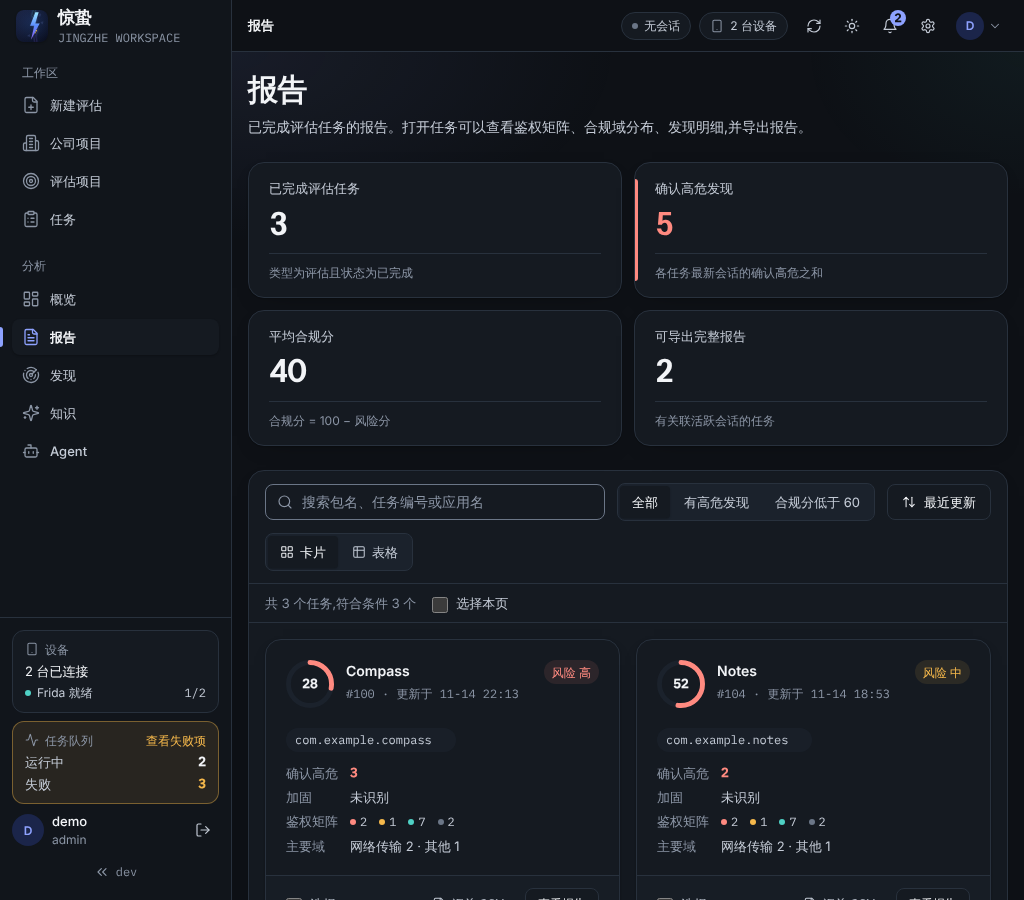 惊蛰
JINGZHE WORKSPACE
工作区
新建评估
公司项目
评估项目
任务
分析
概览
报告
发现
知识
Agent
设备
2 台已连接
Frida 就绪 1/2
任务队列 查看失败项
运行中 2
失败 3
D demo
admin
dev
报告 无会话 2 台设备 2 D
报告
已完成评估任务的报告。打开任务可以查看鉴权矩阵、合规域分布、发现明细,并导出报告。
已完成评估任务
3
类型为评估且状态为已完成
确认高危发现
5
各任务最新会话的确认高危之和
平均合规分
40
合规分 = 100 − 风险分
可导出完整报告
2
有关联活跃会话的任务
搜索包名、任务编号或应用名 全部 有高危发现 合规分低于 60 最近更新
卡片 表格
共 3 个任务,符合条件 3 个 选择本页
28 Compass 风险 高
#100 · 更新于 11-14 22:13
com.example.compass
确认高危 3
加固 未识别
鉴权矩阵 2 1 7 2
主要域 网络传输 2 · 其他 1
52 Notes 风险 中
#104 · 更新于 11-14 18:53
com.example.notes
确认高危 2
加固 未识别
鉴权矩阵 2 1 7 2
主要域 网络传输 2 · 其他 1